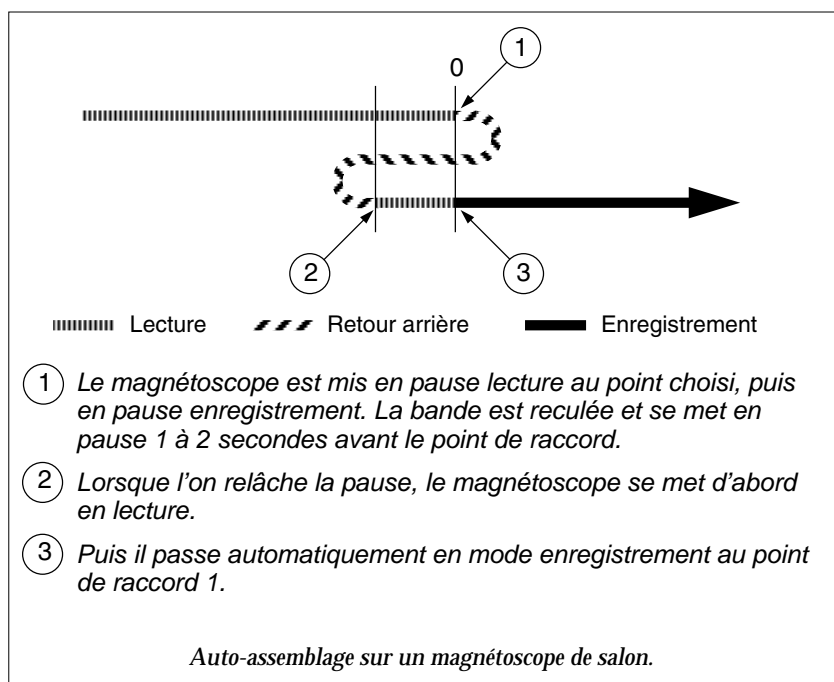 1
0
2
3
Lecture Retour arrière Enregistrement
1 Le magnétoscope est mis en pause lecture au point choisi, puis
en pause enregistrement. La bande est reculée et se met en
pause 1 à 2 secondes avant le point de raccord.
2 Lorsque l'on relâche la pause, le magnétoscope se met d'abord
en lecture.
3 Puis il passe automatiquement en mode enregistrement au point
de raccord 1.
Auto-assemblage sur un magnétoscope de salon.